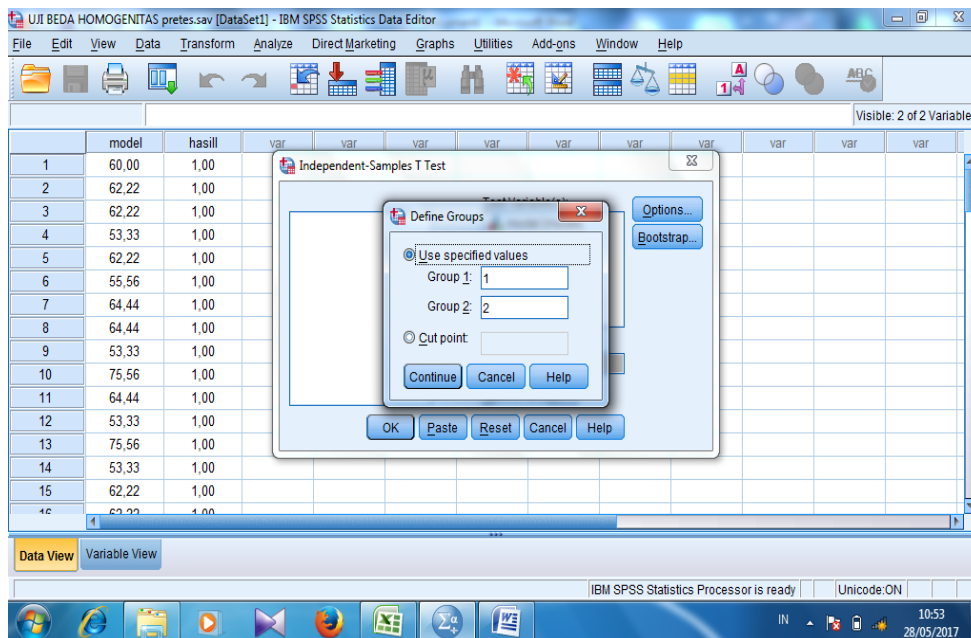 UJI BEDA HOMOGENITAS pretes.sav [DataSet1] - IBM SPSS Statistics Data Editor
File Edit View Data Transform Analyze Direct Marketing Graphs Utilities Add-ons Window Help
Visible: 2 of 2 Variable
model hasill var var var var var var var var var var
1 60,00 1,00
2 62,22 1,00
3 62,22 1,00
4 53,33 1,00
5 62,22 1,00
6 55,56 1,00
7 64,44 1,00
8 64,44 1,00
9 53,33 1,00
10 75,56 1,00
11 64,44 1,00
12 53,33 1,00
13 75,56 1,00
14 53,33 1,00
15 62,22 1,00
Independent-Samples T Test
Options...
Bootstrap...
Define Groups
Use specified values
Group 1: 1
Group 2: 2
Cut point:
Continue Cancel Help
OK Paste Reset Cancel Help
Data View Variable View
IBM SPSS Statistics Processor is ready Unicode:ON
IN 10:53
28/05/2017